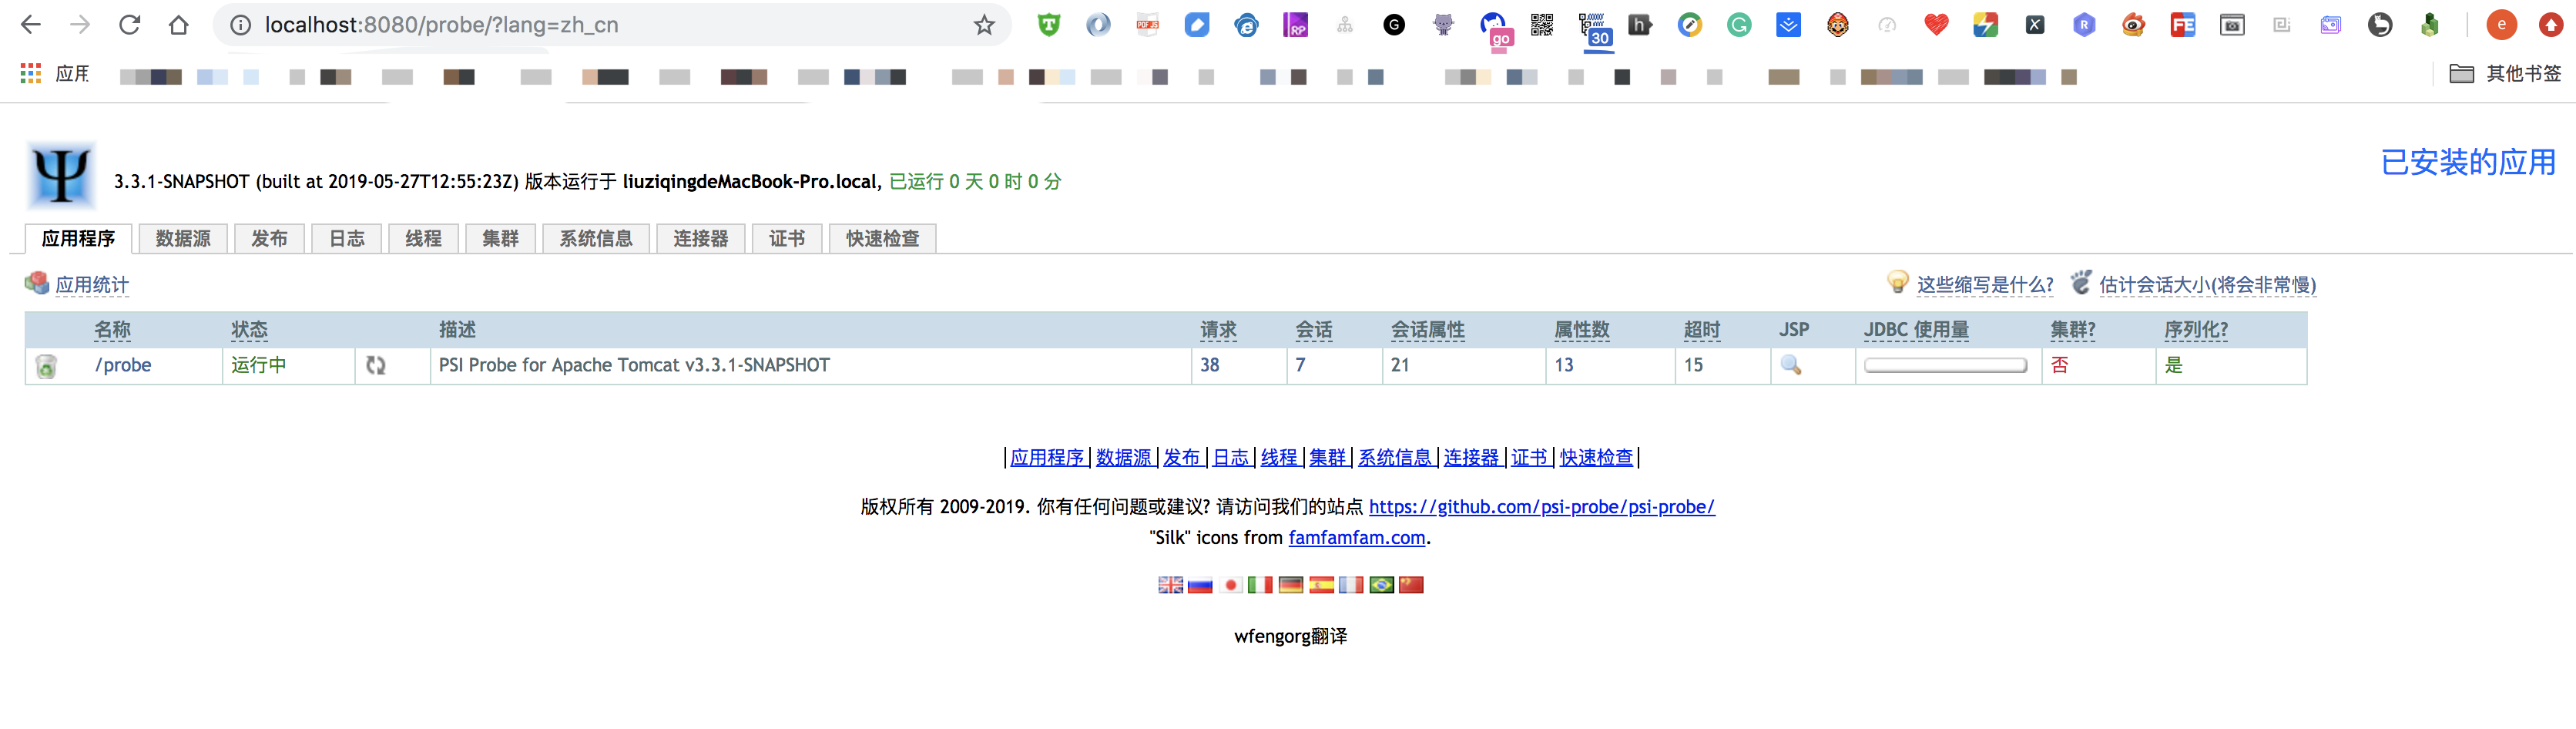 localhost:8080/probe/?lang=zh_cn
go
30
e
应用
其他书签
3.3.1-SNAPSHOT (built at 2019-05-27T12:55:23Z) 版本运行于 liuziqingdeMacBook-Pro.local, 已运行 0 天 0 时 0 分
已安装的应用
应用程序 数据源 发布 日志 线程 集群 系统信息 连接器 证书 快速检查
应用统计 这些缩写是什么? 估计会话大小(将会非常慢)
名称 状态 描述 请求 会话 会话属性 属性数 超时 JSP JDBC 使用量 集群? 序列化?
/probe 运行中 PSI Probe for Apache Tomcat v3.3.1-SNAPSHOT 38 7 21 13 15 否 是
| 应用程序 | 数据源 | 发布 | 日志 | 线程 | 集群 | 系统信息 | 连接器 | 证书 | 快速检查 |
版权所有 2009-2019. 你有任何问题或建议? 请访问我们的站点 https://github.com/psi-probe/psi-probe/
"Silk" icons from famfamfam.com.
wfengorg翻译